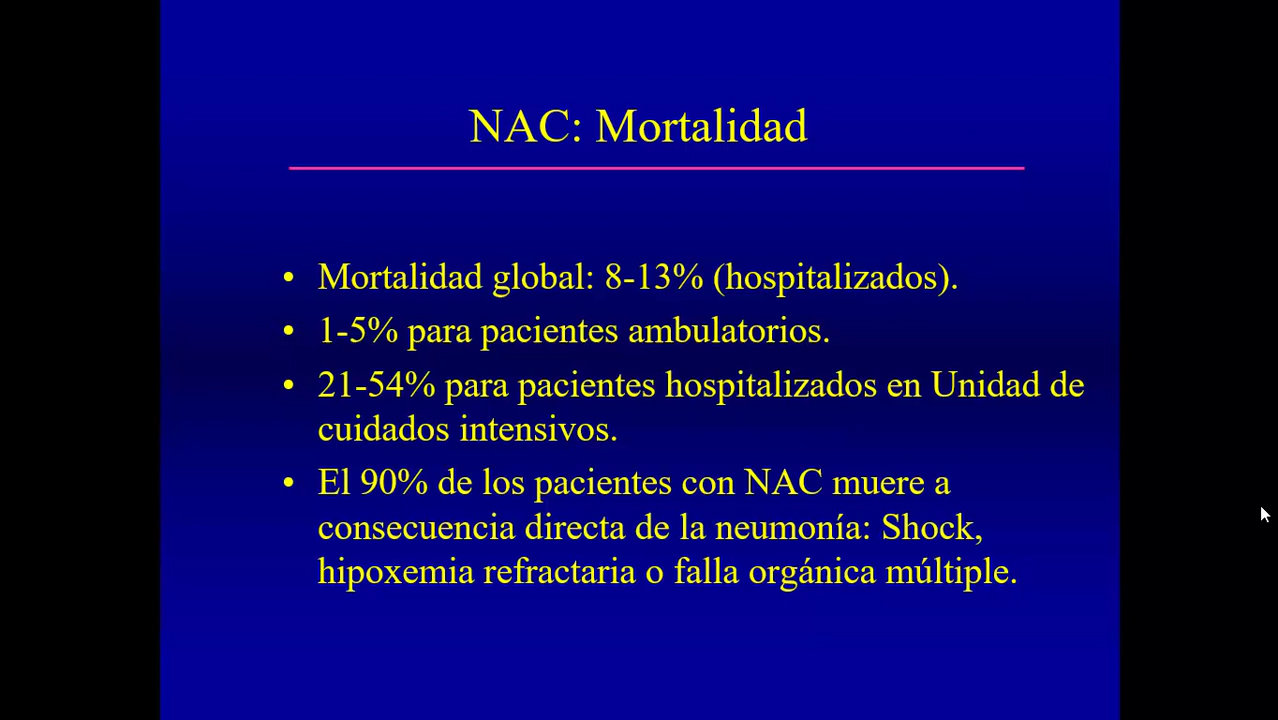 NAC: Mortalidad
• Mortalidad global: 8-13% (hospitalizados).
• 1-5% para pacientes ambulatorios.
• 21-54% para pacientes hospitalizados en Unidad de
cuidados intensivos.
• El 90% de los pacientes con NAC muere a
consecuencia directa de la neumonía: Shock,
hipoxemia refractaria o falla orgánica múltiple.